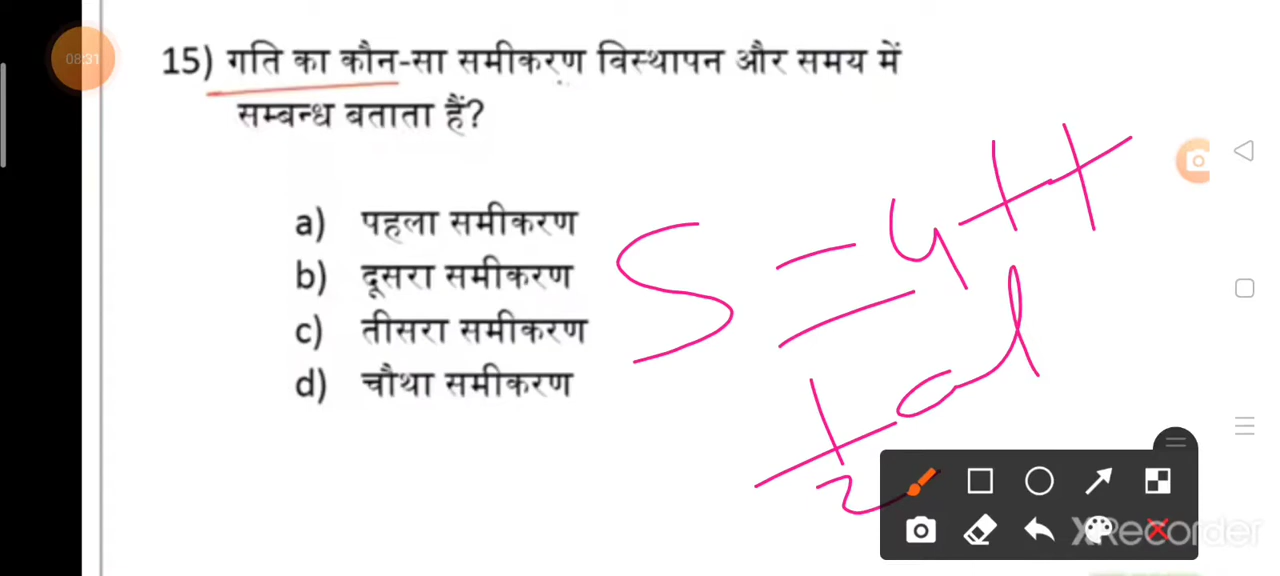 08:31
15) गति का कौन-सा समीकरण विस्थापन और समय में
सम्बन्ध बताता हैं?
a) पहला समीकरण
b) दूसरा समीकरण
c) तीसरा समीकरण
d) चौथा समीकरण
S = ut +
1
2
XRecorder